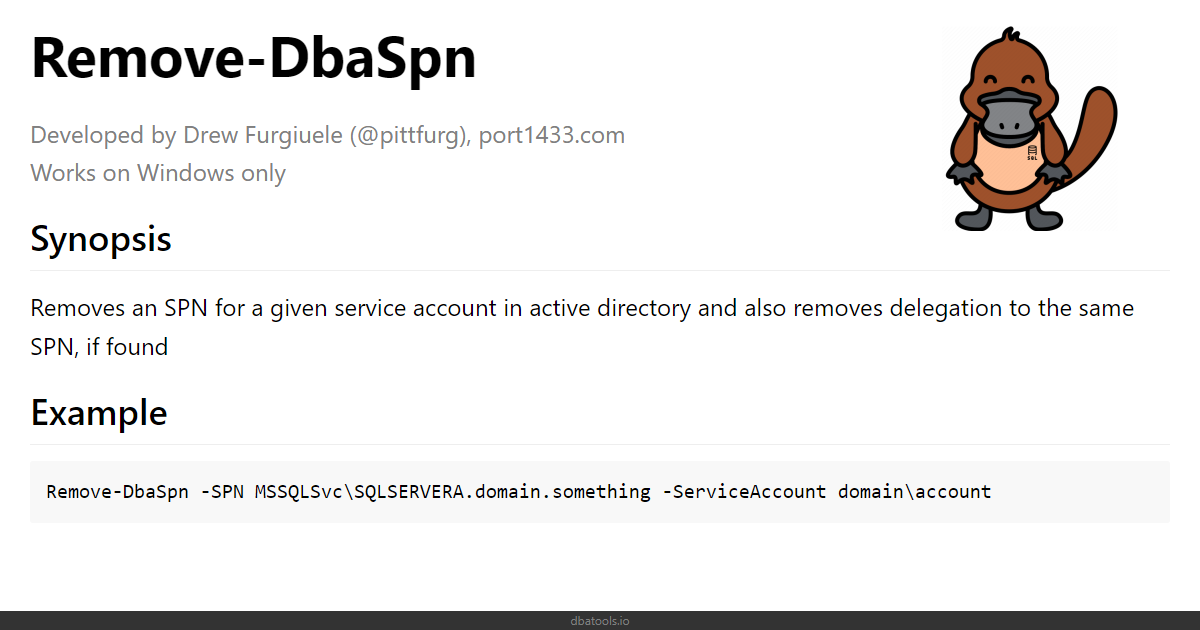 Remove-DbaSpn
Developed by Drew Furgiuele (@pittfurg), port1433.com
Works on Windows only
SQL
Synopsis
Removes an SPN for a given service account in active directory and also removes delegation to the same
SPN, if found
Example
Remove-DbaSpn -SPN MSSQLSvc\SQLSERVERA.domain.something -ServiceAccount domain\account
dbatools.io